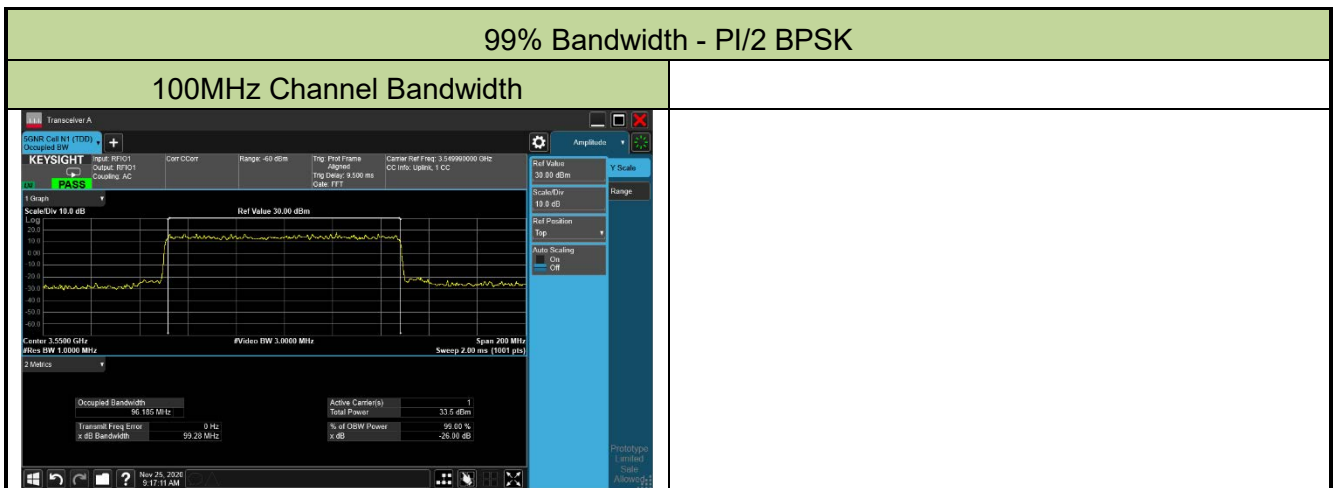 99% Bandwidth - PI/2 BPSK
100MHz Channel Bandwidth
Transceiver A
5GNR Cell N1 (TDD)
Occupied BW
+
Amplitude
KEYSIGHT
PASS
Input: RFIO1
Output: RFIO1
Coupling: AC
Corr CCorr
Range: -60 dBm
Trig: Prot Frame
Aligned
Trig Delay: 9.500 ms
Gate: FFT
Carrier Ref Freq: 3.549990000 GHz
CC Info: Uplink, 1 CC
Ref Value
30.00 dBm
Scale/Div
10.0 dB
Ref Position
Top
Auto Scaling
On
Off
Y Scale
Range
1 Graph
Scale/Div 10.0 dB
Ref Value 30.00 dBm
Log
20.0
10.0
0.00
-10.0
-20.0
-30.0
-40.0
-50.0
-60.0
Center 3.5500 GHz
#Video BW 3.0000 MHz
Span 200 MHz
#Res BW 1.0000 MHz
Sweep 2.00 ms (1001 pts)
2 Metrics
Occupied Bandwidth
96.185 MHz
Transmit Freq Error 0 Hz
x dB Bandwidth 99.28 MHz
Active Carrier(s) 1
Total Power 33.5 dBm
% of OBW Power 99.00 %
x dB -26.00 dB
Prototype
Limited
Sale
Allowed
?
Nov 25, 2020
9:17:11 AM